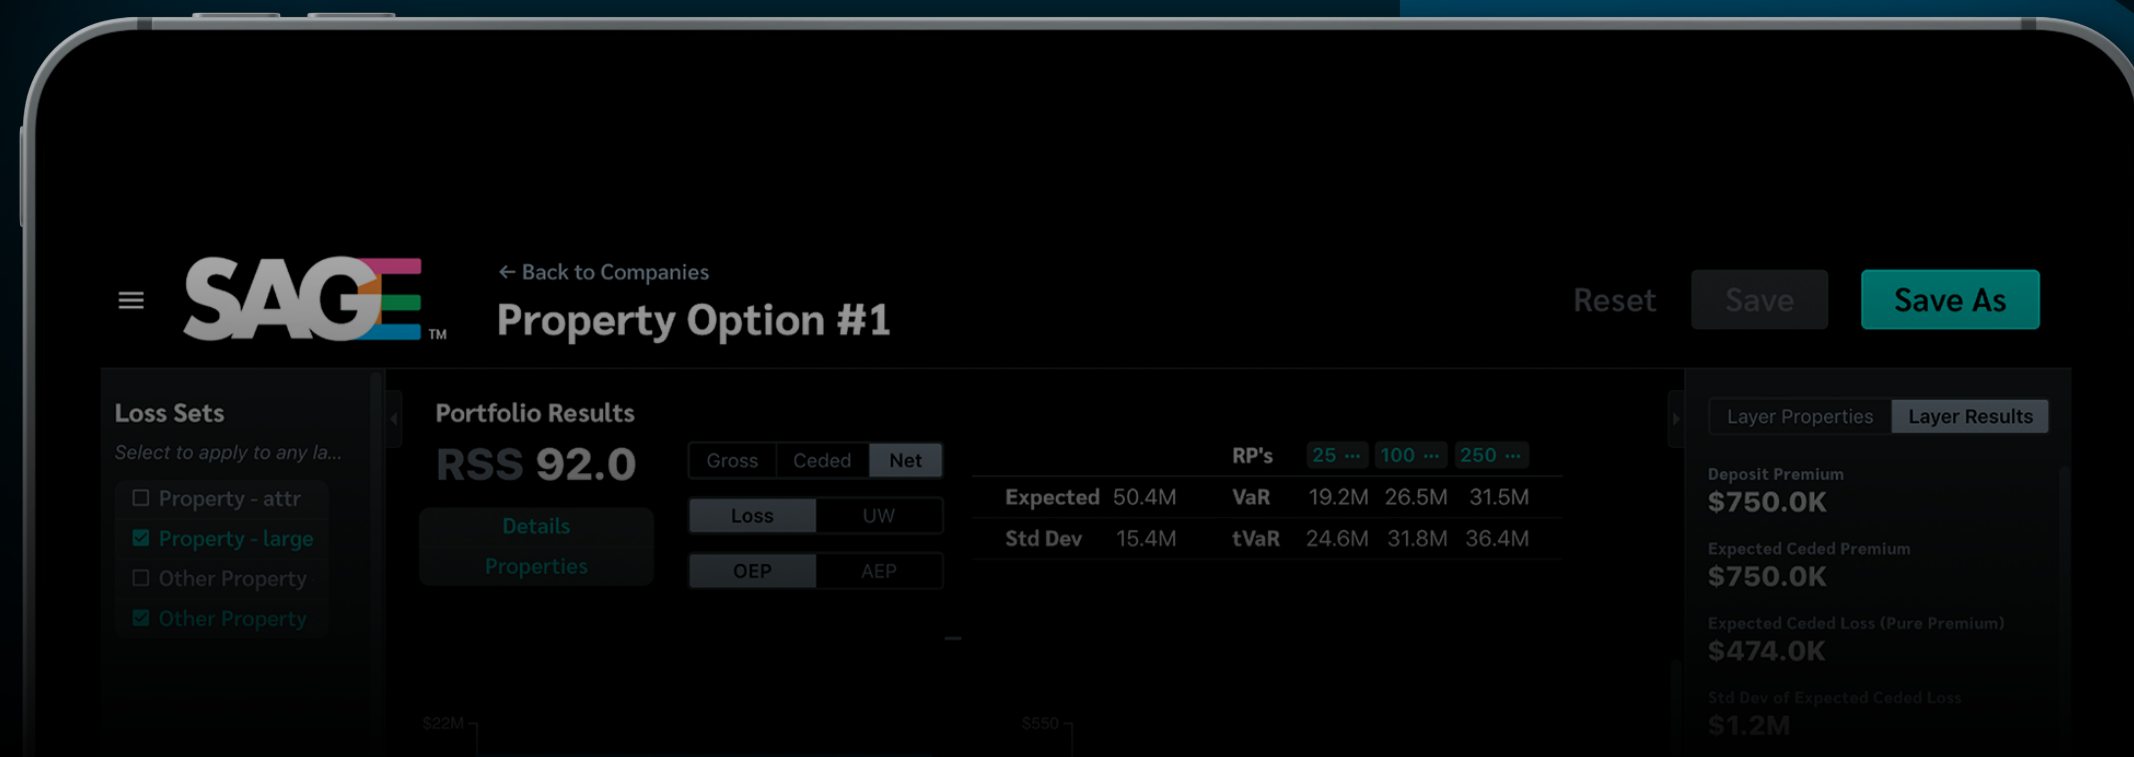 SAGE™
← Back to Companies
Property Option #1
Reset
Save
Save As
Loss Sets
Select to apply to any la...
Property - attr
Property - large
Other Property
Other Property
Portfolio Results
RSS 92.0
Details
Properties
Gross Ceded Net
Loss UW
OEP AEP
RP's 25 ··· 100 ··· 250 ···
Expected 50.4M VaR 19.2M 26.5M 31.5M
Std Dev 15.4M tVaR 24.6M 31.8M 36.4M
$22M
$550
Layer Properties Layer Results
Deposit Premium
$750.0K
Expected Ceded Premium
$750.0K
Expected Ceded Loss (Pure Premium)
$474.0K
Std Dev of Expected Ceded Loss
$1.2M